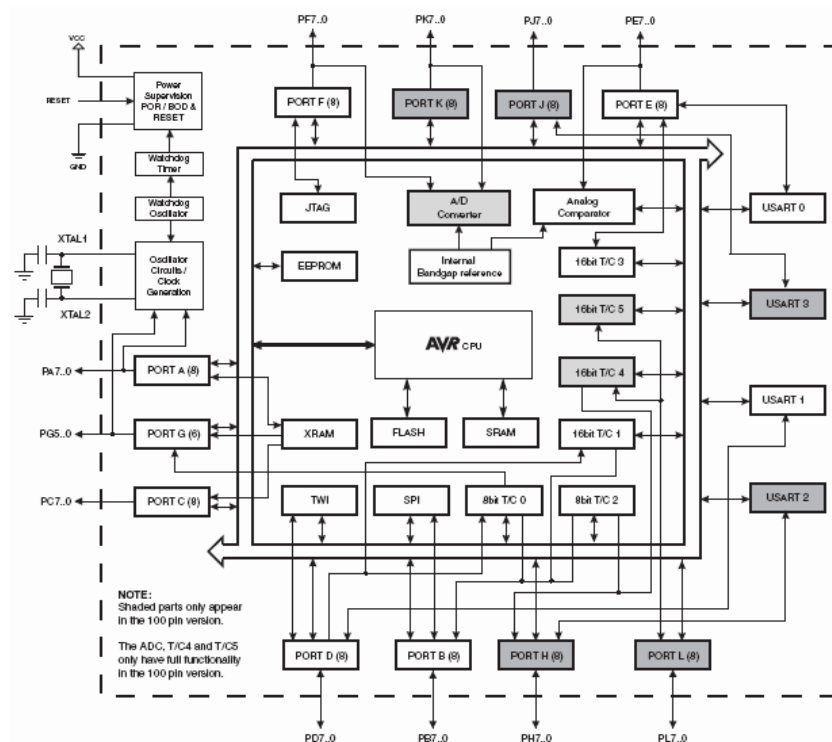 PF7..0
PK7..0
PJ7..0
PE7..0
VCC
RESET
GND
Power
Supervision
POR / BOD &
RESET
Watchdog
Timer
Watchdog
Oscillator
XTAL1
XTAL2
Oscillator
Circuits /
Clock
Generation
PORT F (8)
PORT K (8)
PORT J (8)
PORT E (8)
JTAG
A/D
Converter
Analog
Comparator
USART 0
EEPROM
Internal
Bandgap reference
16bit T/C 3
16bit T/C 5
USART 3
AVR CPU
16bit T/C 4
PA7..0
PORT A (8)
USART 1
PG5..0
PORT G (6)
XRAM
FLASH
SRAM
16bit T/C 1
PC7..0
PORT C (8)
TWI
SPI
8bit T/C 0
8bit T/C 2
USART 2
NOTE:
Shaded parts only appear
in the 100 pin version.
The ADC, T/C4 and T/C5
only have full functionality
in the 100 pin version.
PORT D (8)
PORT B (8)
PORT H (8)
PORT L (8)
PD7..0
PB7..0
PH7..0
PL7..0